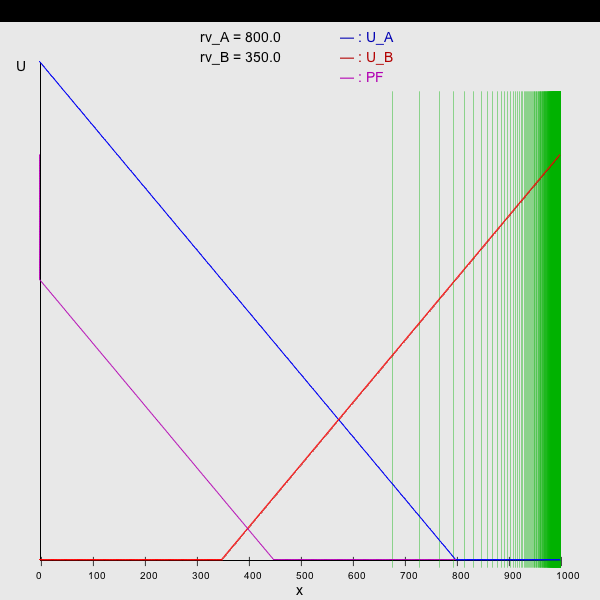 rv_A = 800.0 — : U_A
U rv_B = 350.0 — : U_B
— : PF
0 100 200 300 400 500 600 700 800 900 1000
x